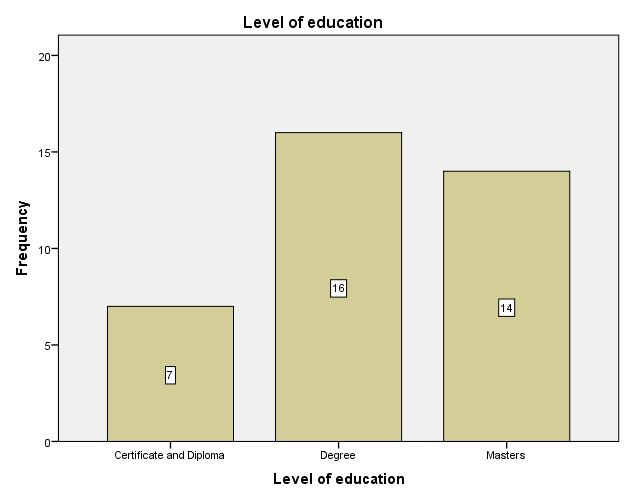 Level of education
20
15
10
5
0
Frequency
7
16
14
Certificate and Diploma
Degree
Masters
Level of education